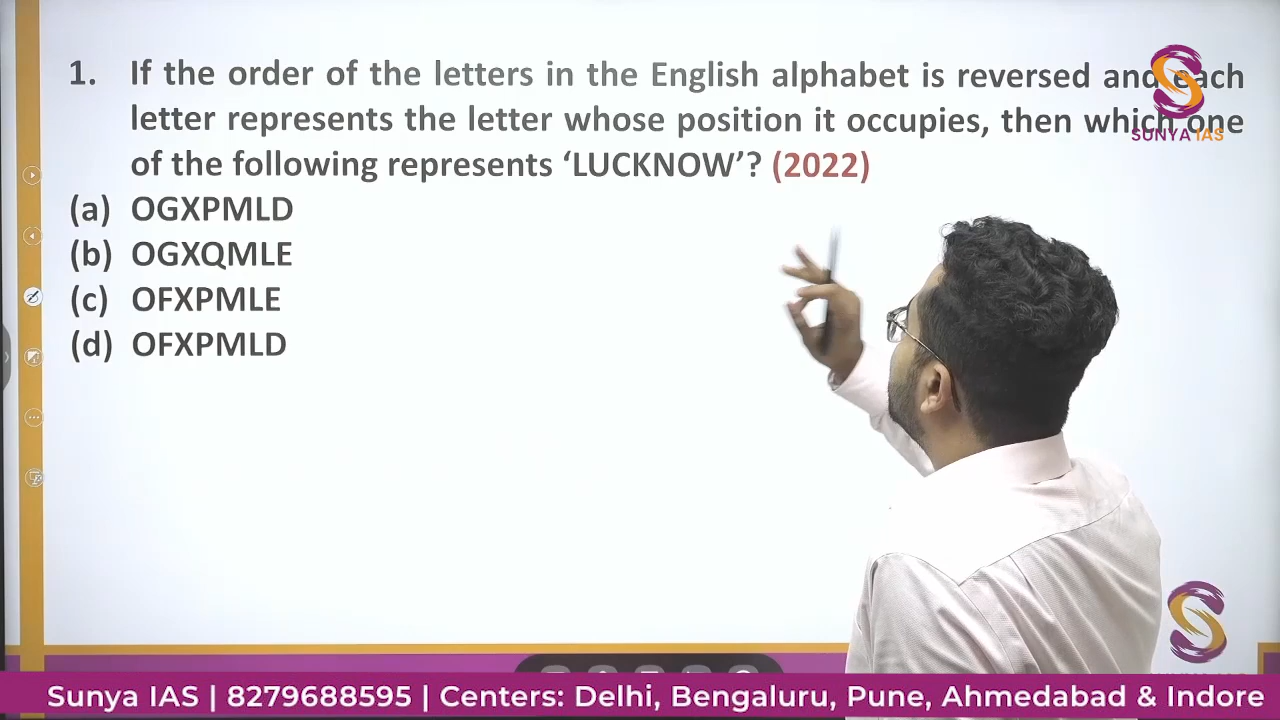 1. If the order of the letters in the English alphabet is reversed and each
letter represents the letter whose position it occupies, then which one
of the following represents ‘LUCKNOW’? (2022)
(a) OGXPMLD
(b) OGXQMLE
(c) OFXPMLE
(d) OFXPMLD
SUNYA IAS
Sunya IAS | 8279688595 | Centers: Delhi, Bengaluru, Pune, Ahmedabad & Indore